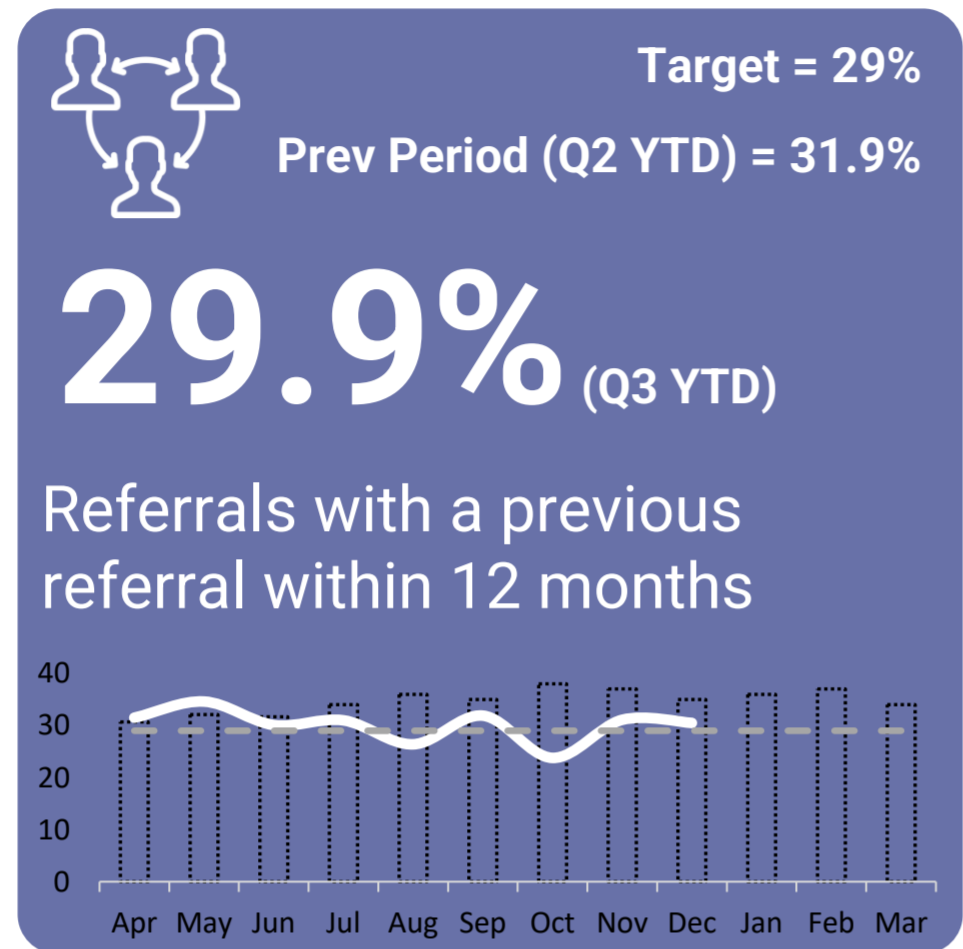 Target = 29%
Prev Period (Q2 YTD) = 31.9%
29.9% (Q3 YTD)
Referrals with a previous
referral within 12 months
40
30
20
10
0
Apr May Jun Jul Aug Sep Oct Nov Dec Jan Feb Mar